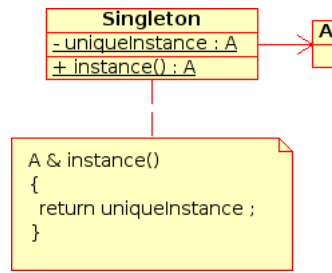 Singleton
- uniqueInstance : A
+ instance() : A
A
A & instance()
{
return uniqueInstance ;
}